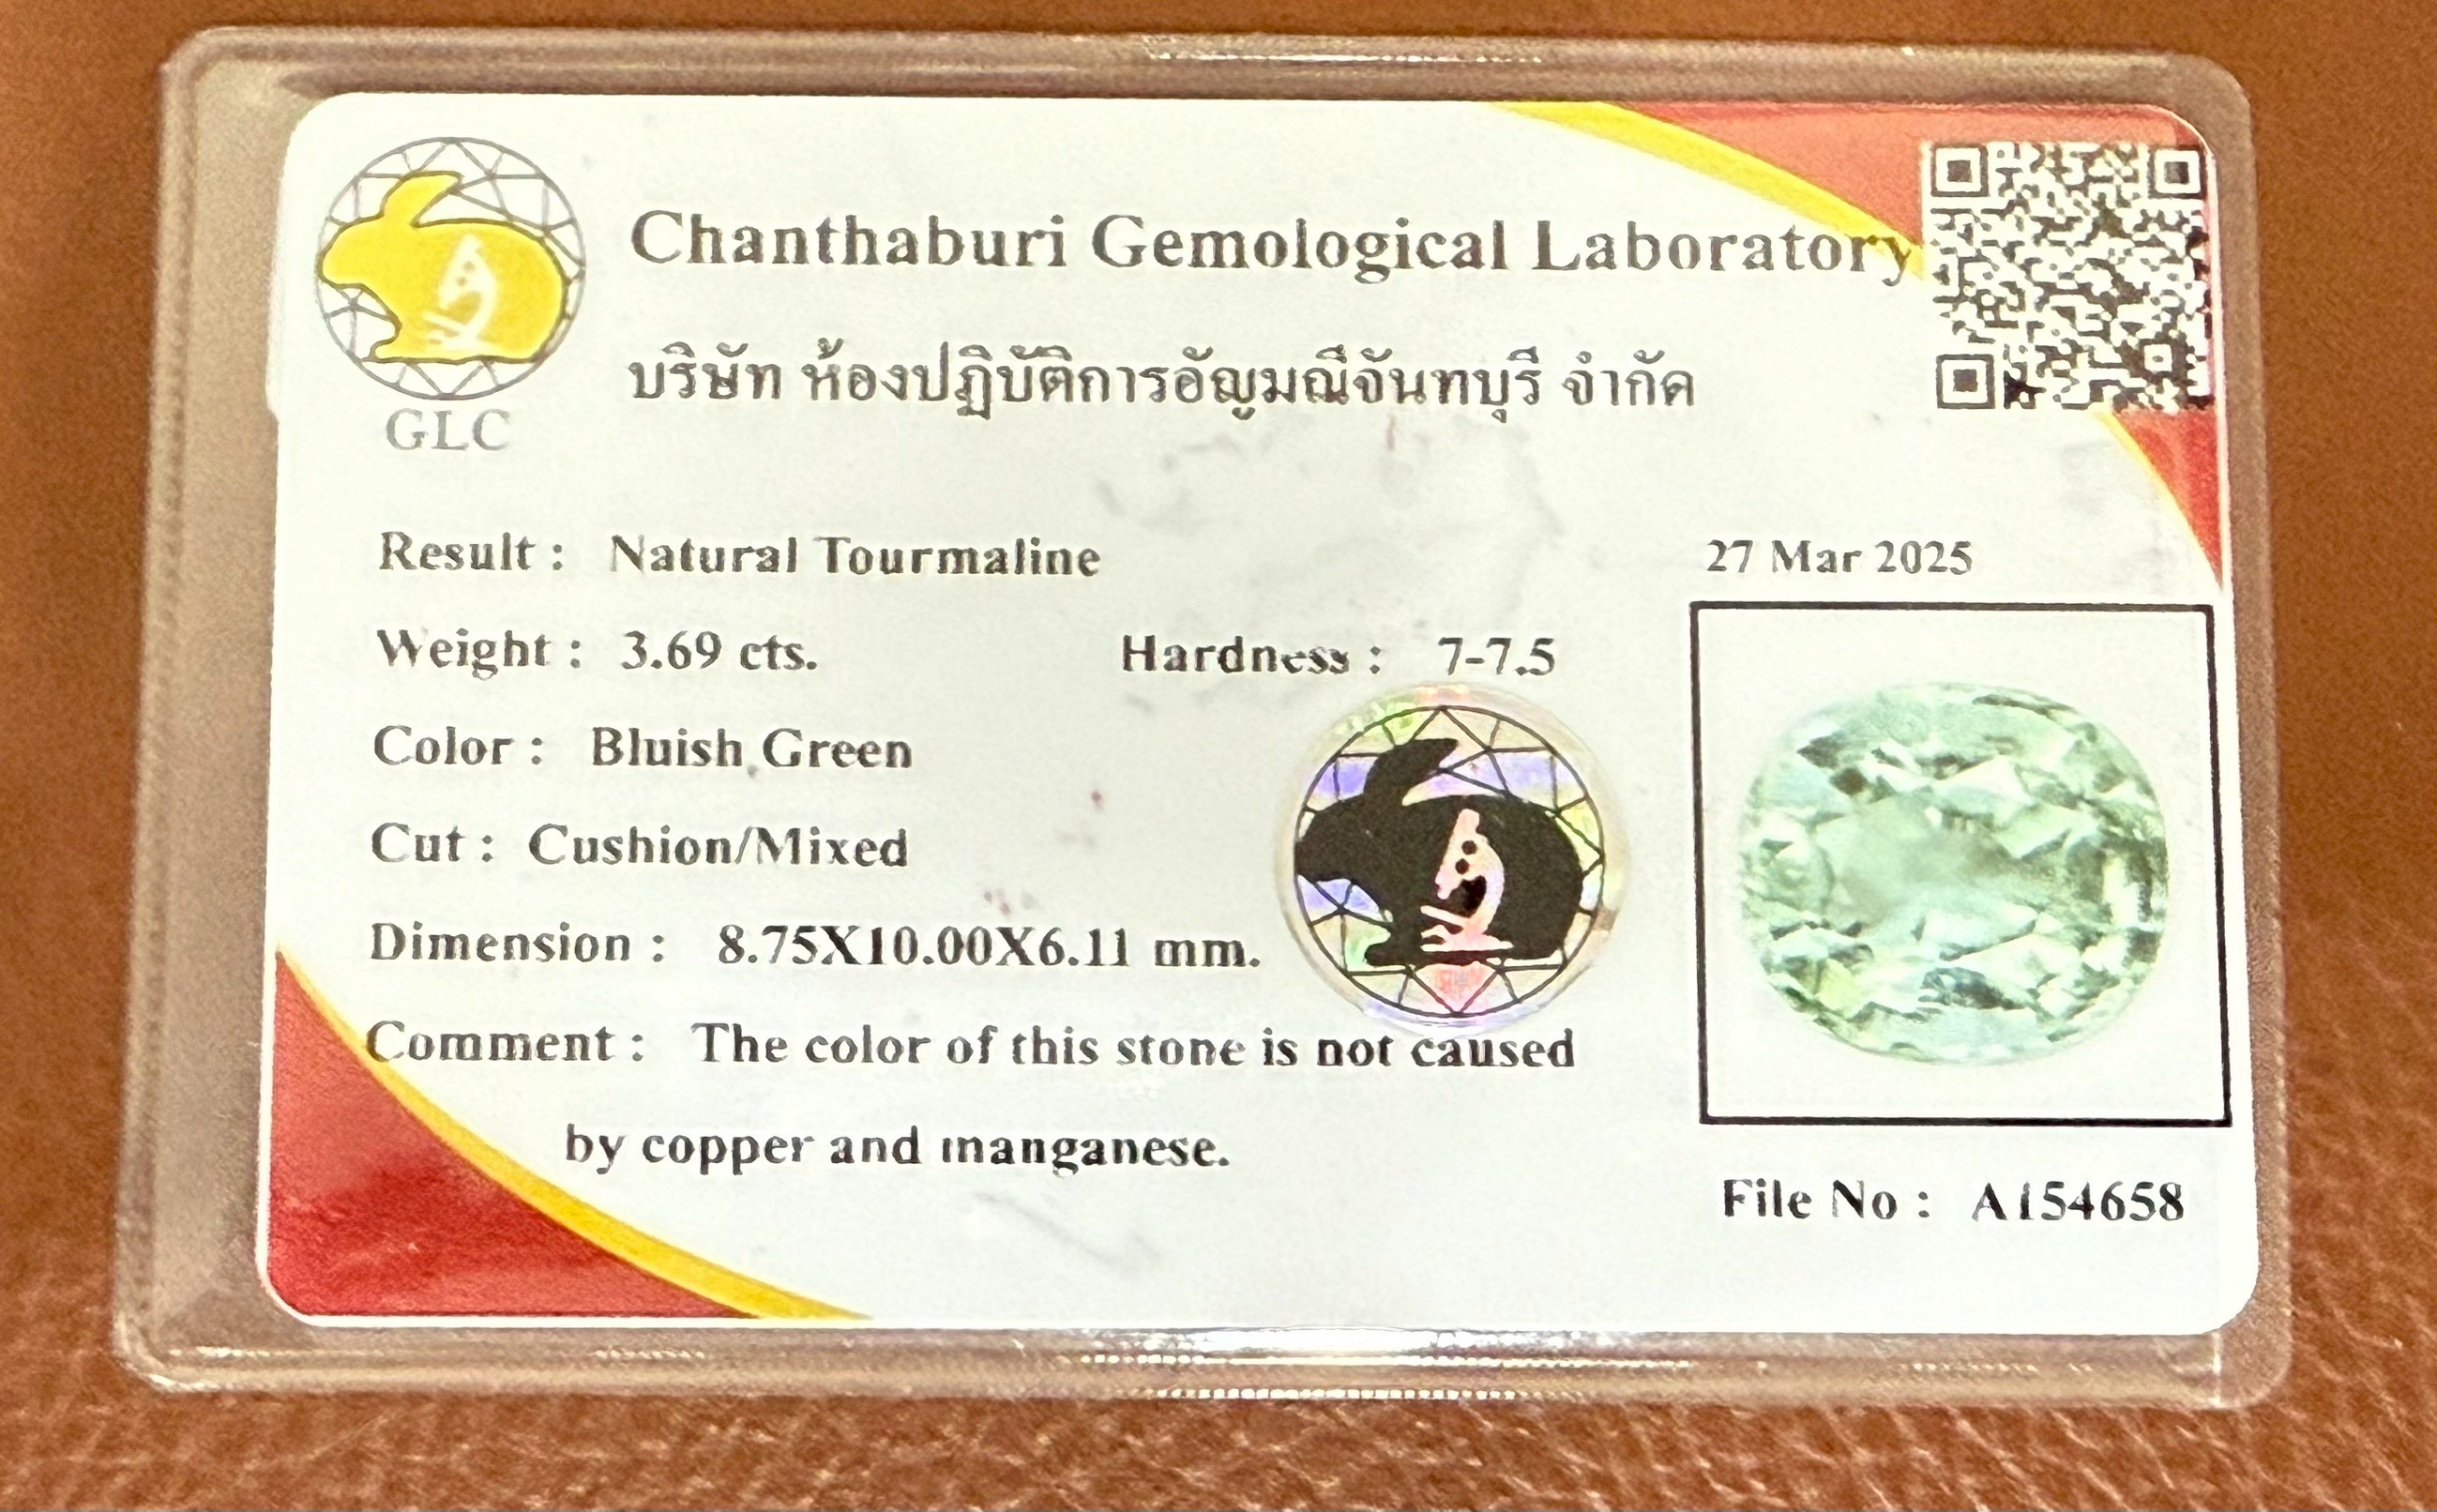 Chanthaburi Gemological Laboratory
บริษัท ห้องปฏิบัติการอัญมณีจันทบุรี จำกัด
GLC
Result : Natural Tourmaline
27 Mar 2025
Weight : 3.69 cts.
Hardness : 7-7.5
Color : Bluish Green
Cut : Cushion/Mixed
Dimension : 8.75X10.00X6.11 mm.
Comment : The color of this stone is not caused
by copper and manganese.
File No : A154658